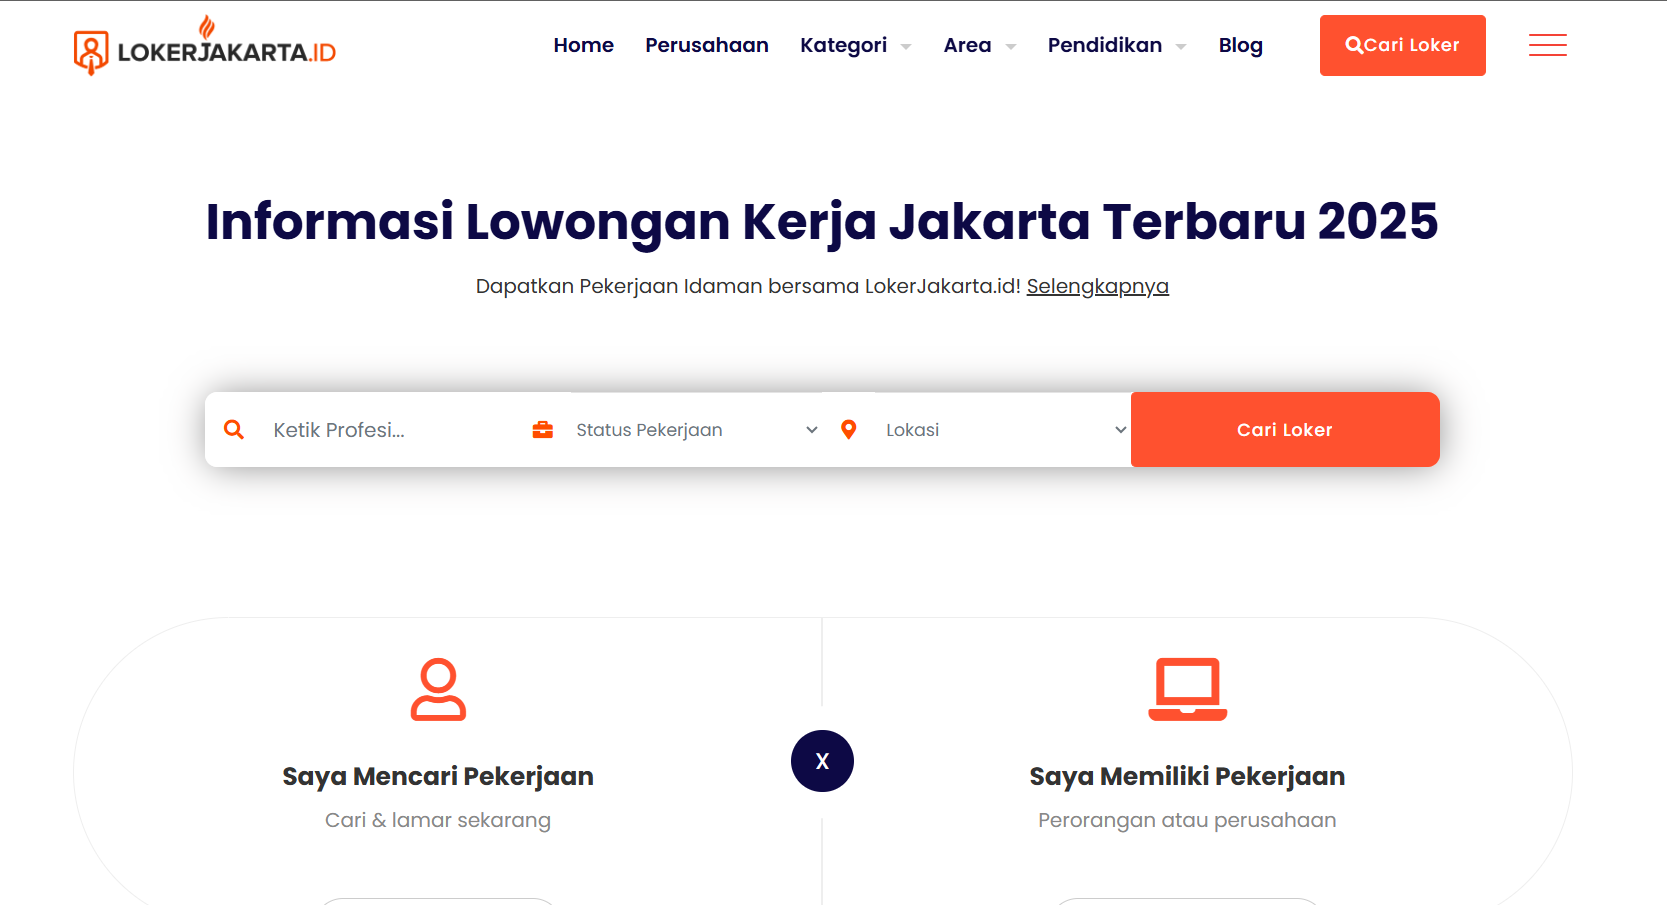 LOKERJAKARTA.ID
Home Perusahaan Kategori Area Pendidikan Blog Cari Loker
Informasi Lowongan Kerja Jakarta Terbaru 2025
Dapatkan Pekerjaan Idaman bersama LokerJakarta.id! Selengkapnya
Ketik Profesi... Status Pekerjaan Lokasi Cari Loker
X
Saya Mencari Pekerjaan
Cari & lamar sekarang
Saya Memiliki Pekerjaan
Perorangan atau perusahaan